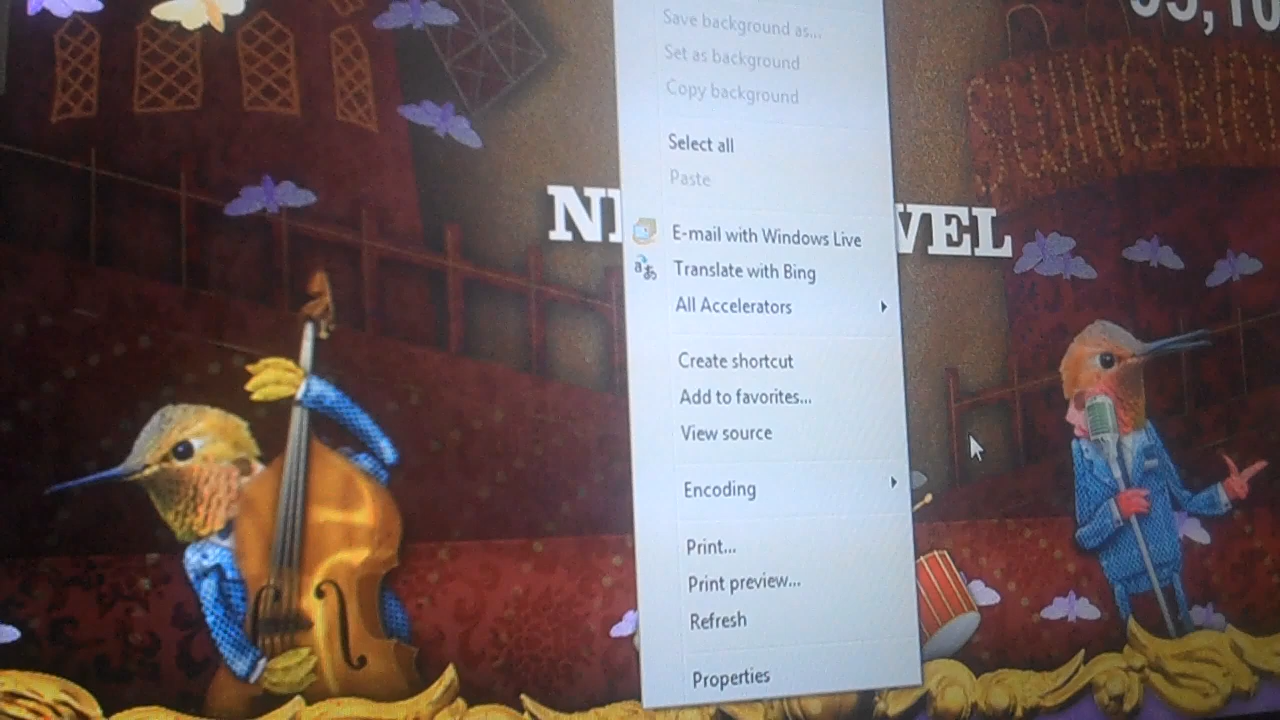 Save background as...
Set as background
Copy background
Select all
Paste
E-mail with Windows Live
Translate with Bing
All Accelerators
Create shortcut
Add to favorites...
View source
Encoding
Print...
Print preview...
Refresh
Properties
VEL